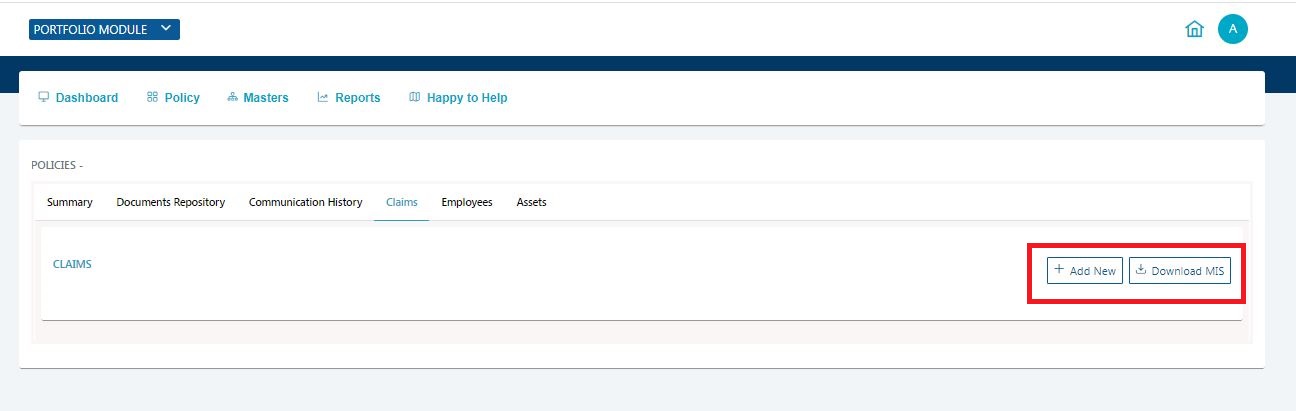 PORTFOLIO MODULE
A
Dashboard Policy Masters Reports Happy to Help
POLICIES -
Summary Documents Repository Communication History Claims Employees Assets
CLAIMS
+ Add New Download MIS